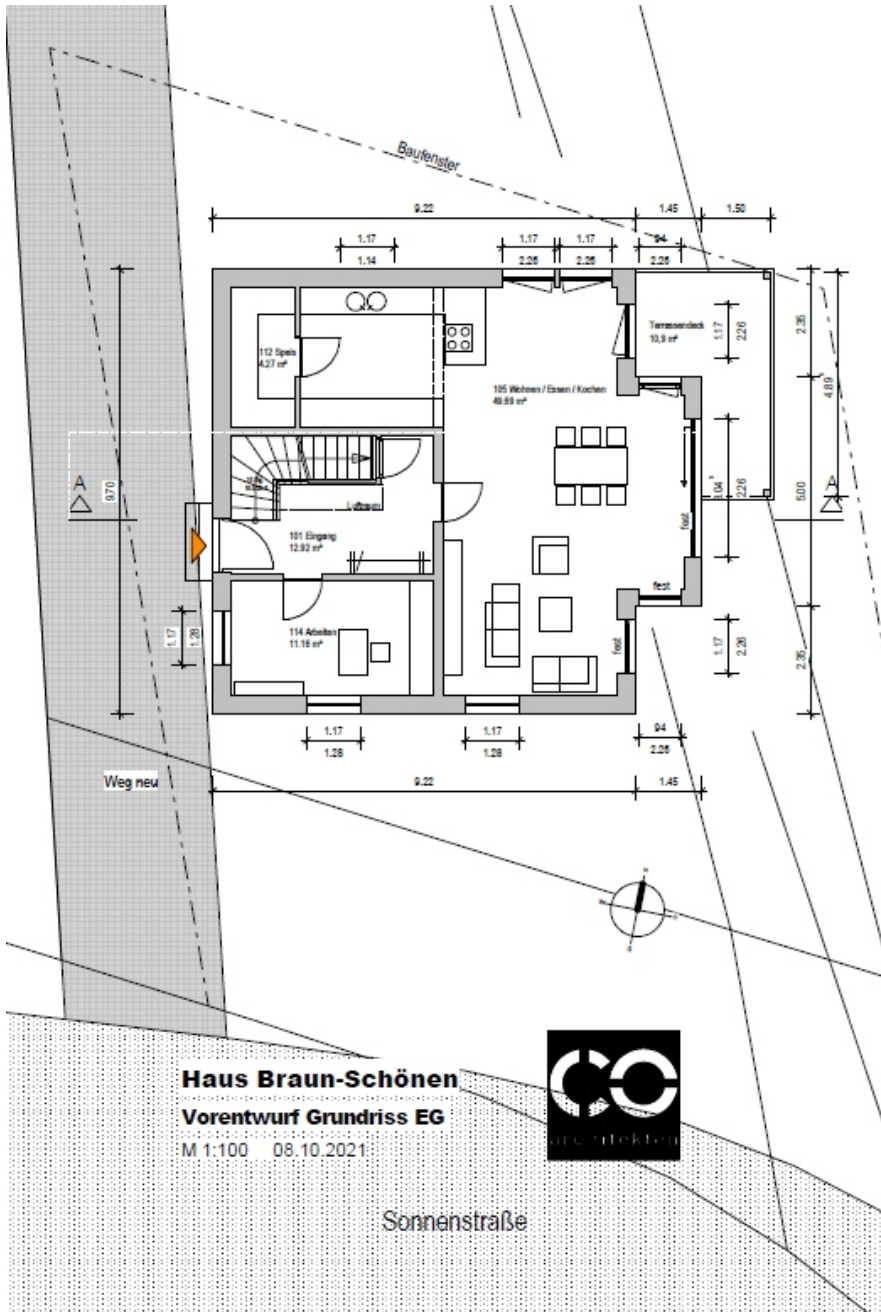 Baufenster
9.22
1.45
1.50
1.17
1.14
1.17
2.26
1.17
2.26
94
2.26
Terrassendeck
10,9 m²
1.17
2.26
2.35
4.89⁵
112 Speis
4.27 m²
105 Wohnen / Essen / Kochen
49.69 m²
A
9.70
Luftraum
101 Eingang
12.92 m²
2.26
5.00
A
fest
fest
114 Arbeiten
11.16 m²
1.17
1.28
fest
1.17
2.26
2.35
1.17
1.28
1.17
1.28
94
2.26
Weg neu
9.22
1.45
N
W
O
S
Haus Braun-Schönen
Vorentwurf Grundriss EG
M 1:100 08.10.2021
co
architekten
Sonnenstraße